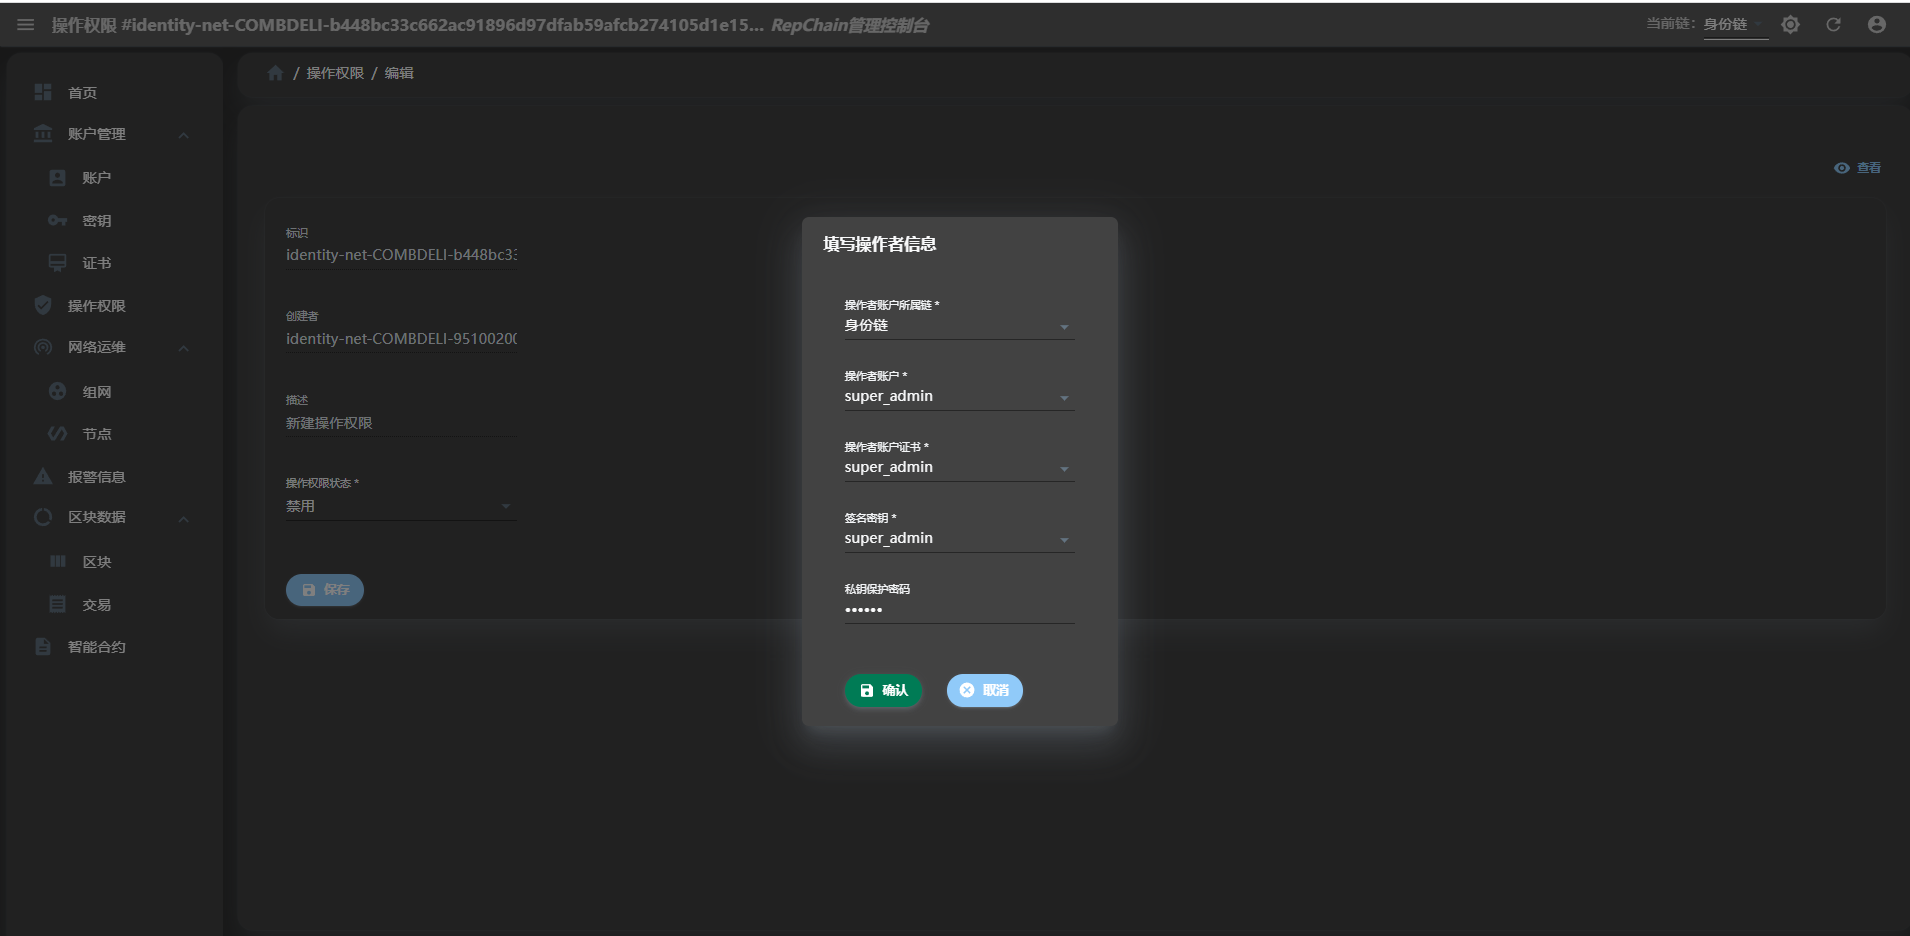 操作权限 #identity-net-COMBDELI-b448bc33c662ac91896d97dfab59afcb274105d1e15... RepChain管理控制台
当前链: 身份链
首页
账户管理
账户
密钥
证书
操作权限
网络运维
组网
节点
报警信息
区块数据
区块
交易
智能合约
/ 操作权限 / 编辑
查看
标识
identity-net-COMBDELI-b448bc33
创建者
identity-net-COMBDELI-95100200
描述
新建操作权限
操作权限状态 *
禁用
保存
填写操作者信息
操作者账户所属链 *
身份链
操作者账户 *
super_admin
操作者账户证书 *
super_admin
签名密钥 *
super_admin
私钥保护密码
••••••
确认
取消